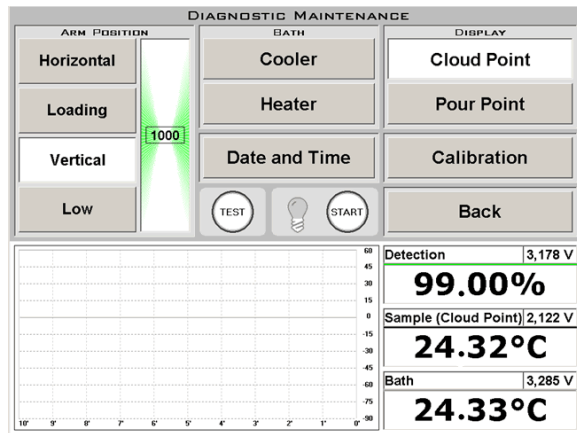 DIAGNOSTIC MAINTENANCE
ARM POSITION
Horizontal
Loading
Vertical
Low
1000
BATH
Cooler
Heater
Date and Time
TEST
START
DISPLAY
Cloud Point
Pour Point
Calibration
Back
60
45
30
15
0
-15
-30
-45
-60
-75
-90
10' 9' 8' 7' 6' 5' 4' 3' 2' 1' 0'
Detection 3,178 V
99.00%
Sample (Cloud Point) 2,122 V
24.32°C
Bath 3,285 V
24.33°C